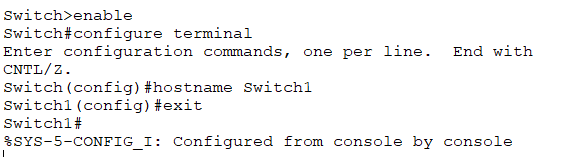 Switch>enable
Switch#configure terminal
Enter configuration commands, one per line.  End with
CNTL/Z.
Switch(config)#hostname Switch1
Switch1(config)#exit
Switch1#
%SYS-5-CONFIG_I: Configured from console by console